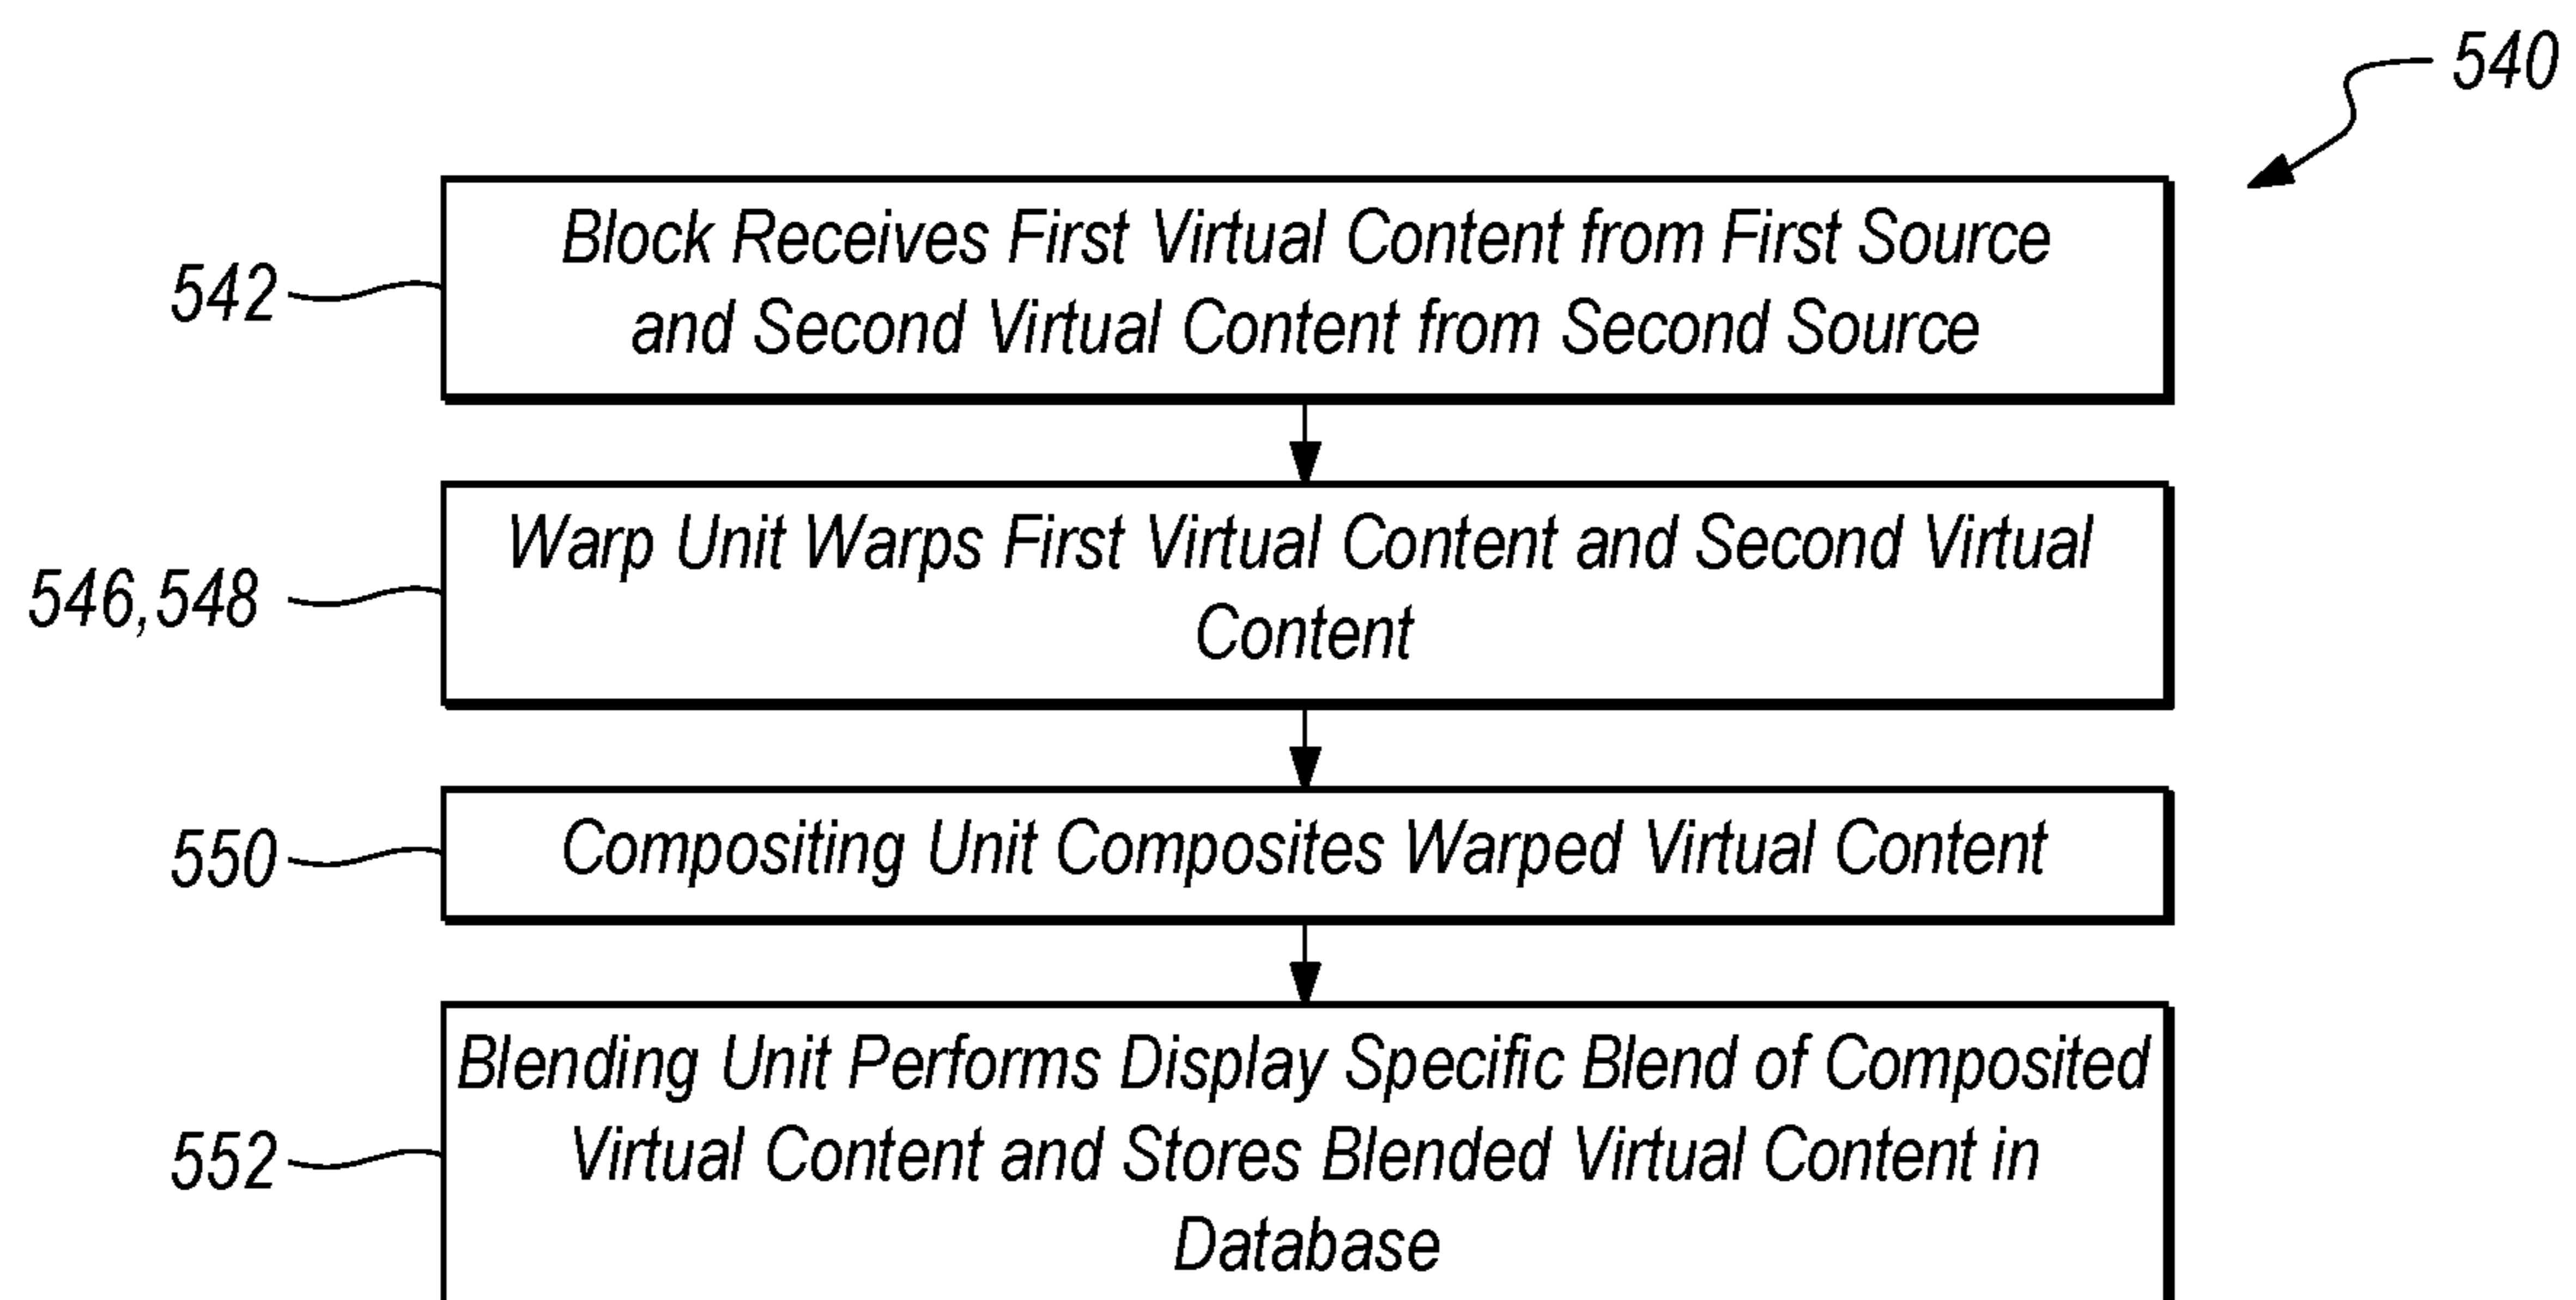 540
542
Block Receives First Virtual Content from First Source
and Second Virtual Content from Second Source
546,548
Warp Unit Warps First Virtual Content and Second Virtual
Content
550
Compositing Unit Composites Warped Virtual Content
552
Blending Unit Performs Display Specific Blend of Composited
Virtual Content and Stores Blended Virtual Content in
Database